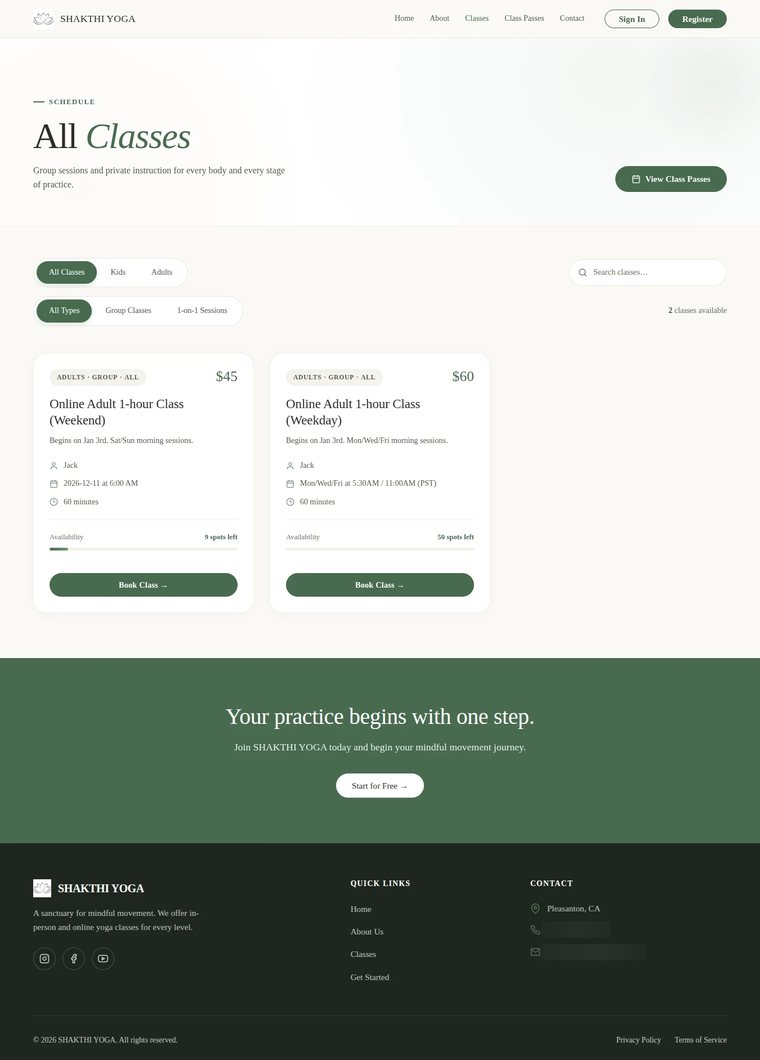 SHAKTHI YOGA
Home About Classes Class Passes Contact Sign In Register
SCHEDULE
All Classes
Group sessions and private instruction for every body and every stage
of practice.
View Class Passes
All Classes Kids Adults
Search classes…
All Types Group Classes 1-on-1 Sessions
2 classes available
ADULTS · GROUP · ALL $45
Online Adult 1-hour Class
(Weekend)
Begins on Jan 3rd. Sat/Sun morning sessions.
Jack
2026-12-11 at 6:00 AM
60 minutes
Availability 9 spots left
Book Class →
ADULTS · GROUP · ALL $60
Online Adult 1-hour Class
(Weekday)
Begins on Jan 3rd. Mon/Wed/Fri morning sessions.
Jack
Mon/Wed/Fri at 5:30AM / 11:00AM (PST)
60 minutes
Availability 50 spots left
Book Class →
Your practice begins with one step.
Join SHAKTHI YOGA today and begin your mindful movement journey.
Start for Free →
SHAKTHI YOGA
A sanctuary for mindful movement. We offer in-
person and online yoga classes for every level.
QUICK LINKS
Home
About Us
Classes
Get Started
CONTACT
Pleasanton, CA
© 2026 SHAKTHI YOGA. All rights reserved.
Privacy Policy Terms of Service